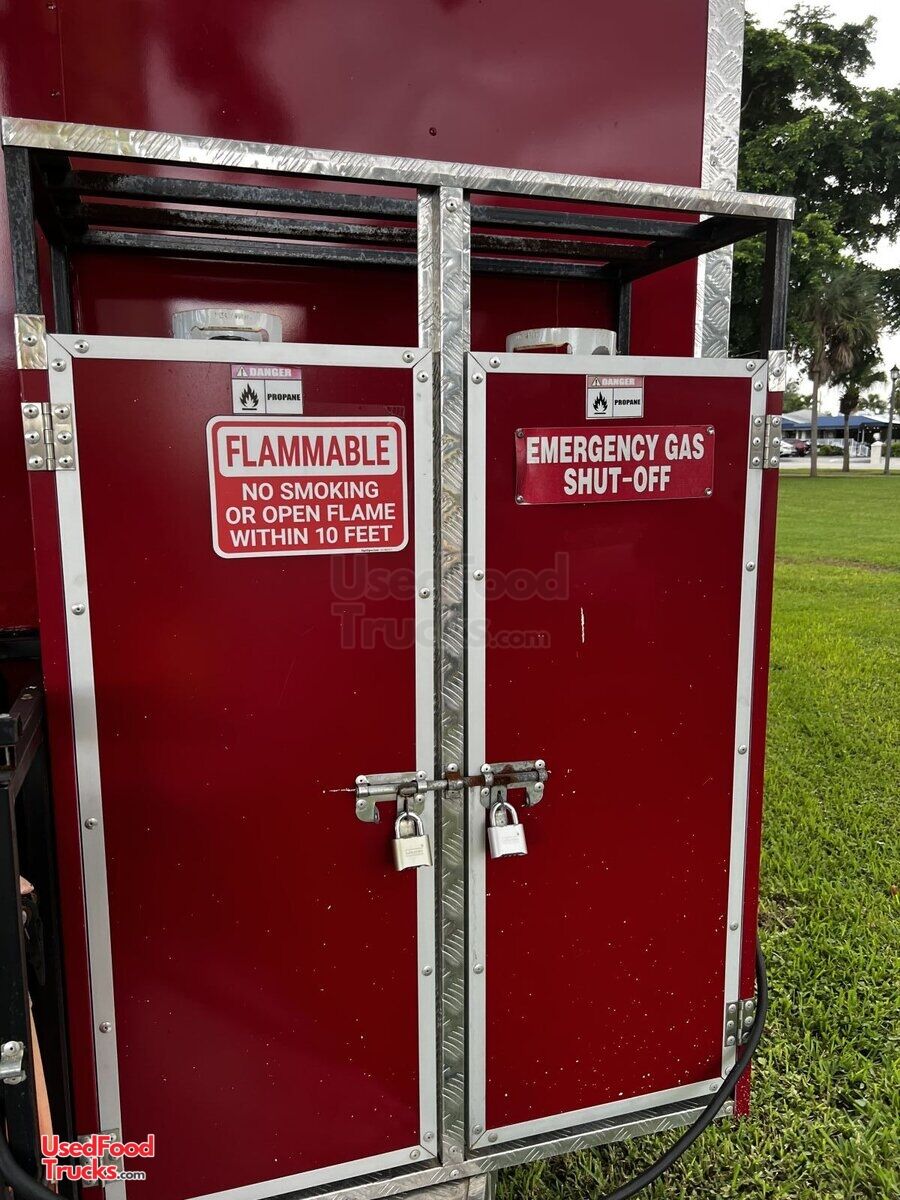 DANGER
PROPANE
FLAMMABLE
NO SMOKING
OR OPEN FLAME
WITHIN 10 FEET
DANGER
PROPANE
EMERGENCY GAS
SHUT-OFF
UsedFood
Trucks.com
UsedFood
Trucks.com